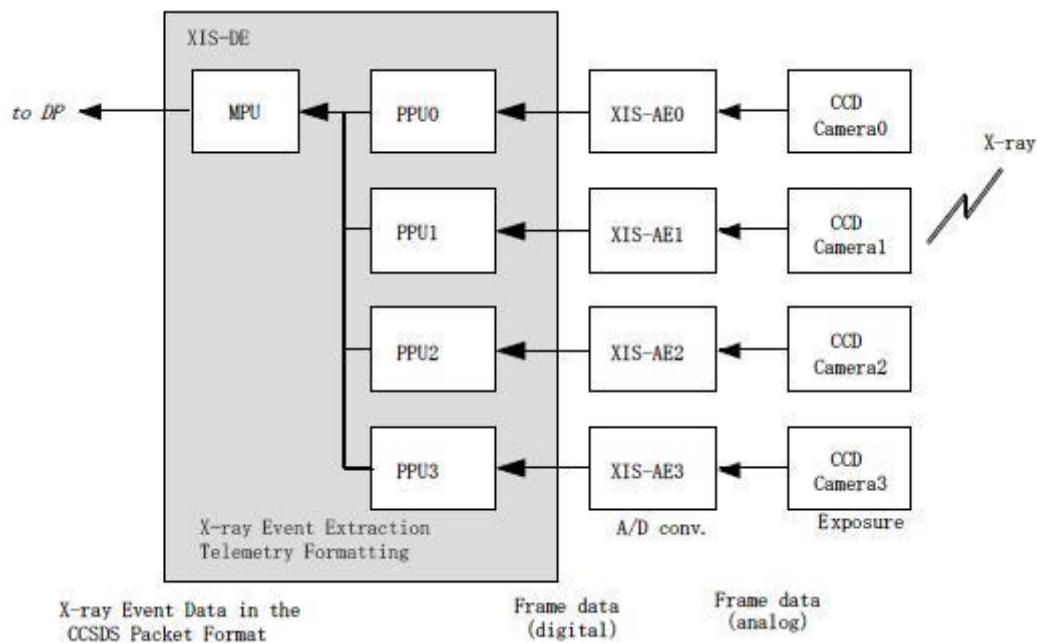 XIS-DE
to DP
MPU
PPU0
XIS-AE0
CCD
Camera0
X-ray
PPU1
XIS-AE1
CCD
Camera1
PPU2
XIS-AE2
CCD
Camera2
PPU3
XIS-AE3
CCD
Camera3
X-ray Event Extraction
Telemetry Formatting
A/D conv.
Exposure
X-ray Event Data in the
CCSDS Packet Format
Frame data
(digital)
Frame data
(analog)